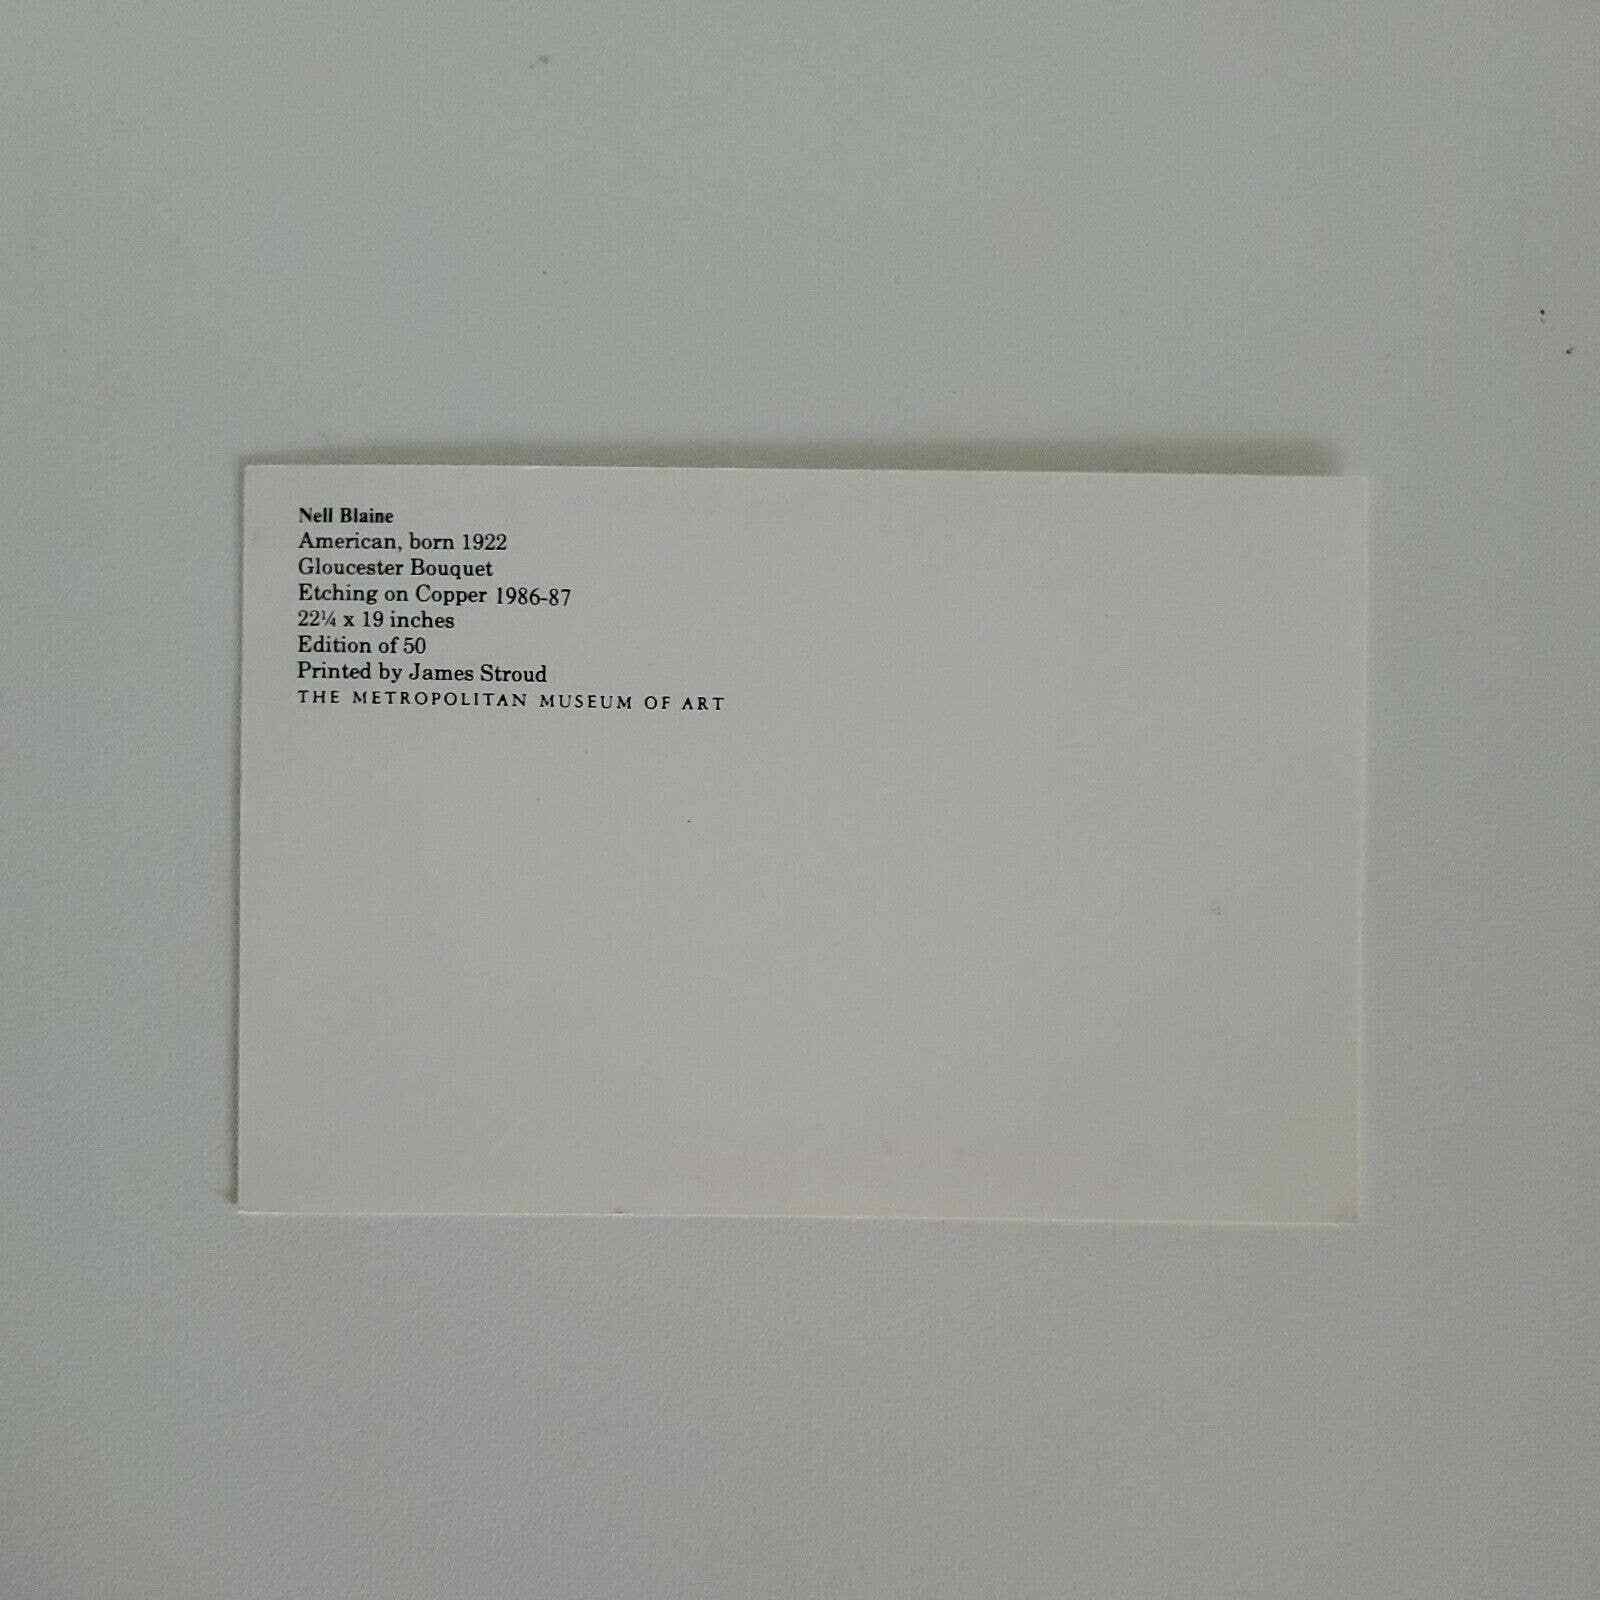 Nell Blaine
American, born 1922
Gloucester Bouquet
Etching on Copper 1986-87
22¼ x 19 inches
Edition of 50
Printed by James Stroud
THE METROPOLITAN MUSEUM OF ART